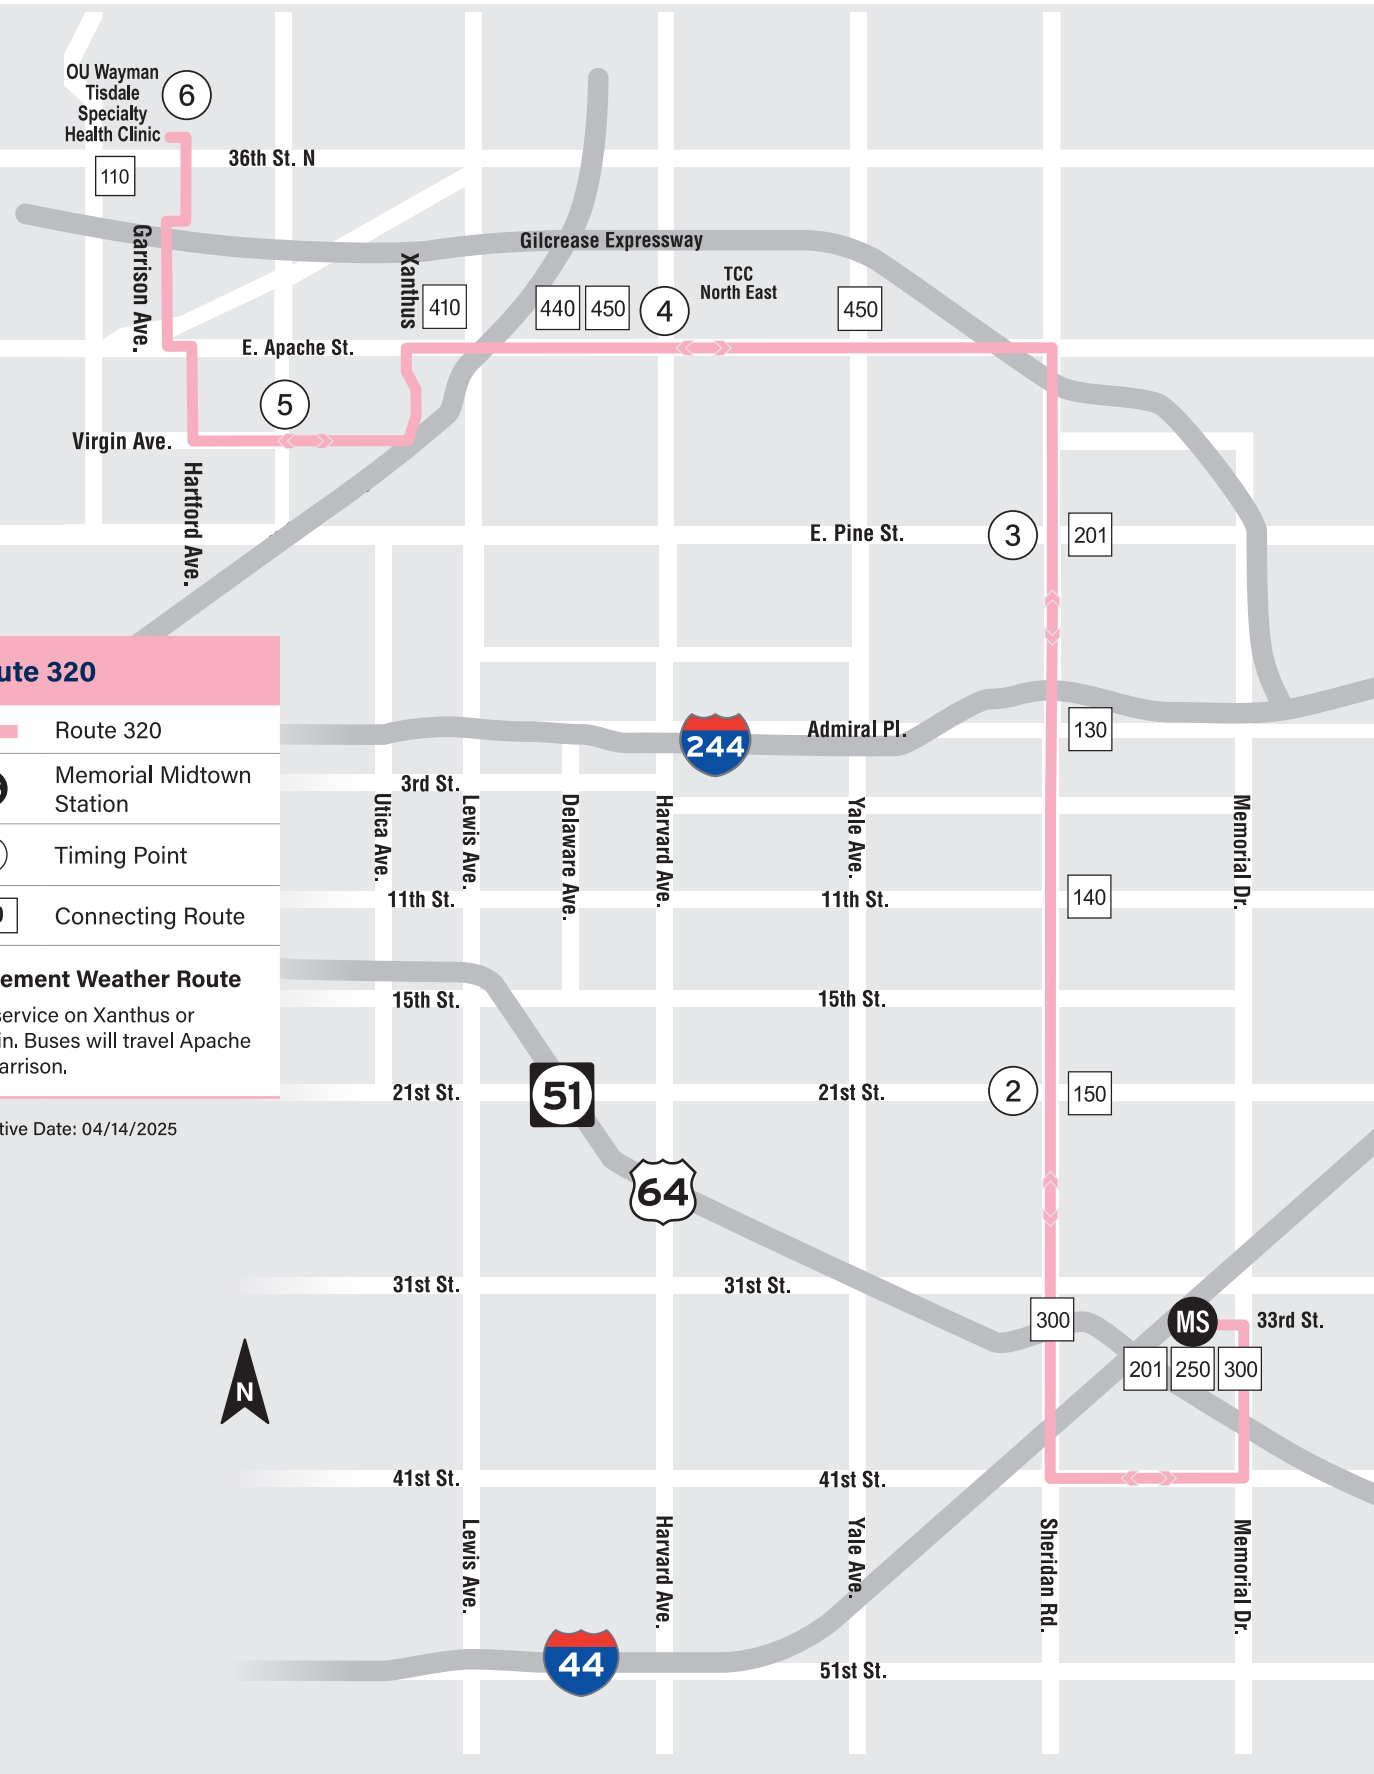 OU Wayman
Tisdale
Specialty
Health Clinic
6
36th St. N
110
Garrison Ave.
Gilcrease Expressway
Xanthus
410
440
450
4
TCC
North East
450
E. Apache St.
5
Virgin Ave.
Hartford Ave.
E. Pine St.
3
201
ute 320
Route 320
Memorial Midtown
Station
Timing Point
Connecting Route
ement Weather Route
service on Xanthus or
in. Buses will travel Apache
arrison.
tive Date: 04/14/2025
244
Admiral Pl.
130
3rd St.
Utica Ave.
Lewis Ave.
Delaware Ave.
Harvard Ave.
Yale Ave.
Memorial Dr.
11th St.
11th St.
140
15th St.
15th St.
51
21st St.
21st St.
2
150
64
31st St.
31st St.
300
MS
33rd St.
201
250
300
N
41st St.
41st St.
Lewis Ave.
Harvard Ave.
Yale Ave.
Sheridan Rd.
Memorial Dr.
44
51st St.